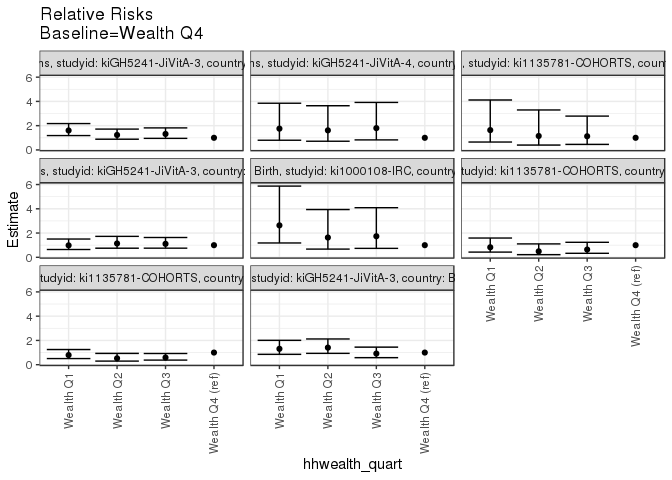 Relative Risks
Baseline=Wealth Q4
ns, studyid: kiGH5241-JiVitA-3, country
ns, studyid: kiGH5241-JiVitA-4, country
, studyid: ki1135781-COHORTS, coun
s, studyid: kiGH5241-JiVitA-3, country:
Birth, studyid: ki1000108-IRC, country
tudyid: ki1135781-COHORTS, country
tudyid: ki1135781-COHORTS, country
studyid: kiGH5241-JiVitA-3, country: B
6
4
2
0
6
4
2
0
6
4
2
0
Estimate
Wealth Q1
Wealth Q2
Wealth Q3
Wealth Q4 (ref)
Wealth Q1
Wealth Q2
Wealth Q3
Wealth Q4 (ref)
Wealth Q1
Wealth Q2
Wealth Q3
Wealth Q4 (ref)
hhwealth_quart